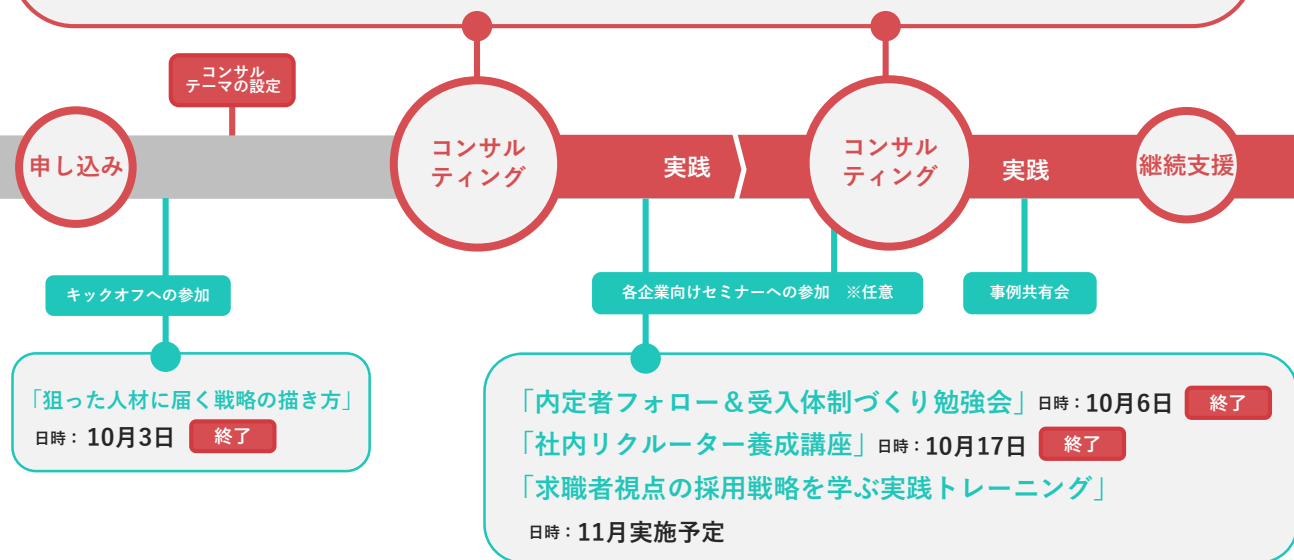 コンサル
テーマの設定
申し込み
コンサル
ティング
実践
コンサル
ティング
実践
継続支援
キックオフへの参加
各企業向けセミナーへの参加　※任意
事例共有会
「狙った人材に届く戦略の描き方」
日時：10月3日 終了
「内定者フォロー＆受入体制づくり勉強会」日時：10月6日 終了
「社内リクルーター養成講座」日時：10月17日 終了
「求職者視点の採用戦略を学ぶ実践トレーニング」
日時：11月実施予定